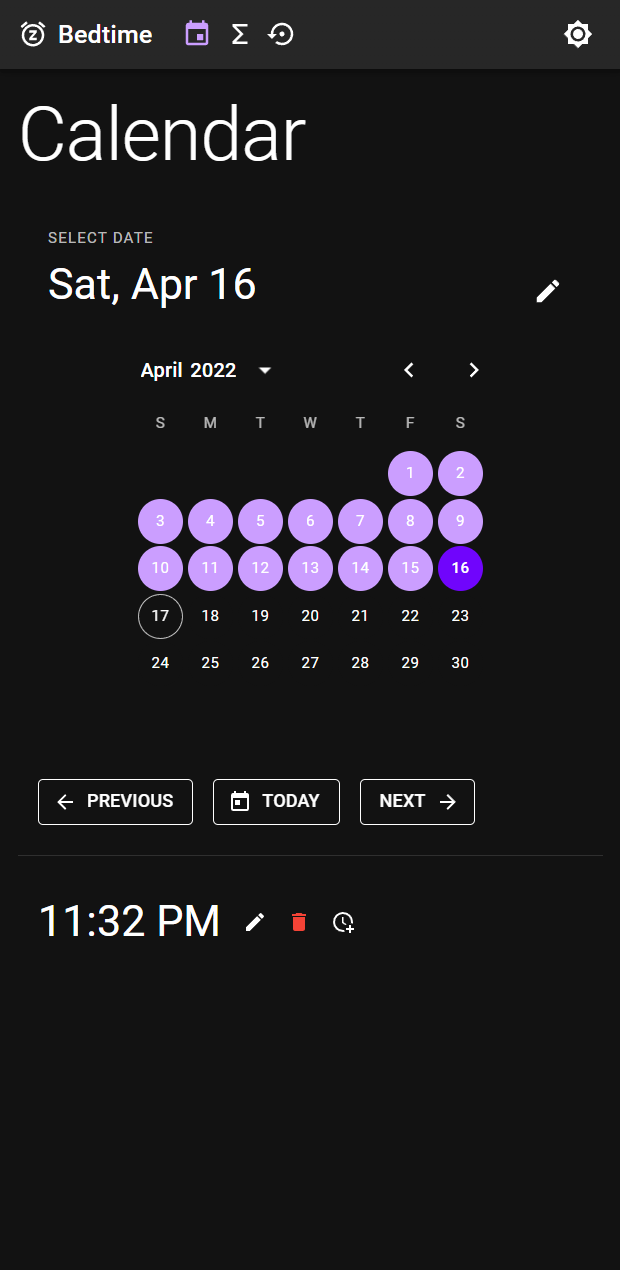 Bedtime
Calendar
SELECT DATE
Sat, Apr 16
April 2022
S M T W T F S
1 2
3 4 5 6 7 8 9
10 11 12 13 14 15 16
17 18 19 20 21 22 23
24 25 26 27 28 29 30
PREVIOUS TODAY NEXT
11:32 PM